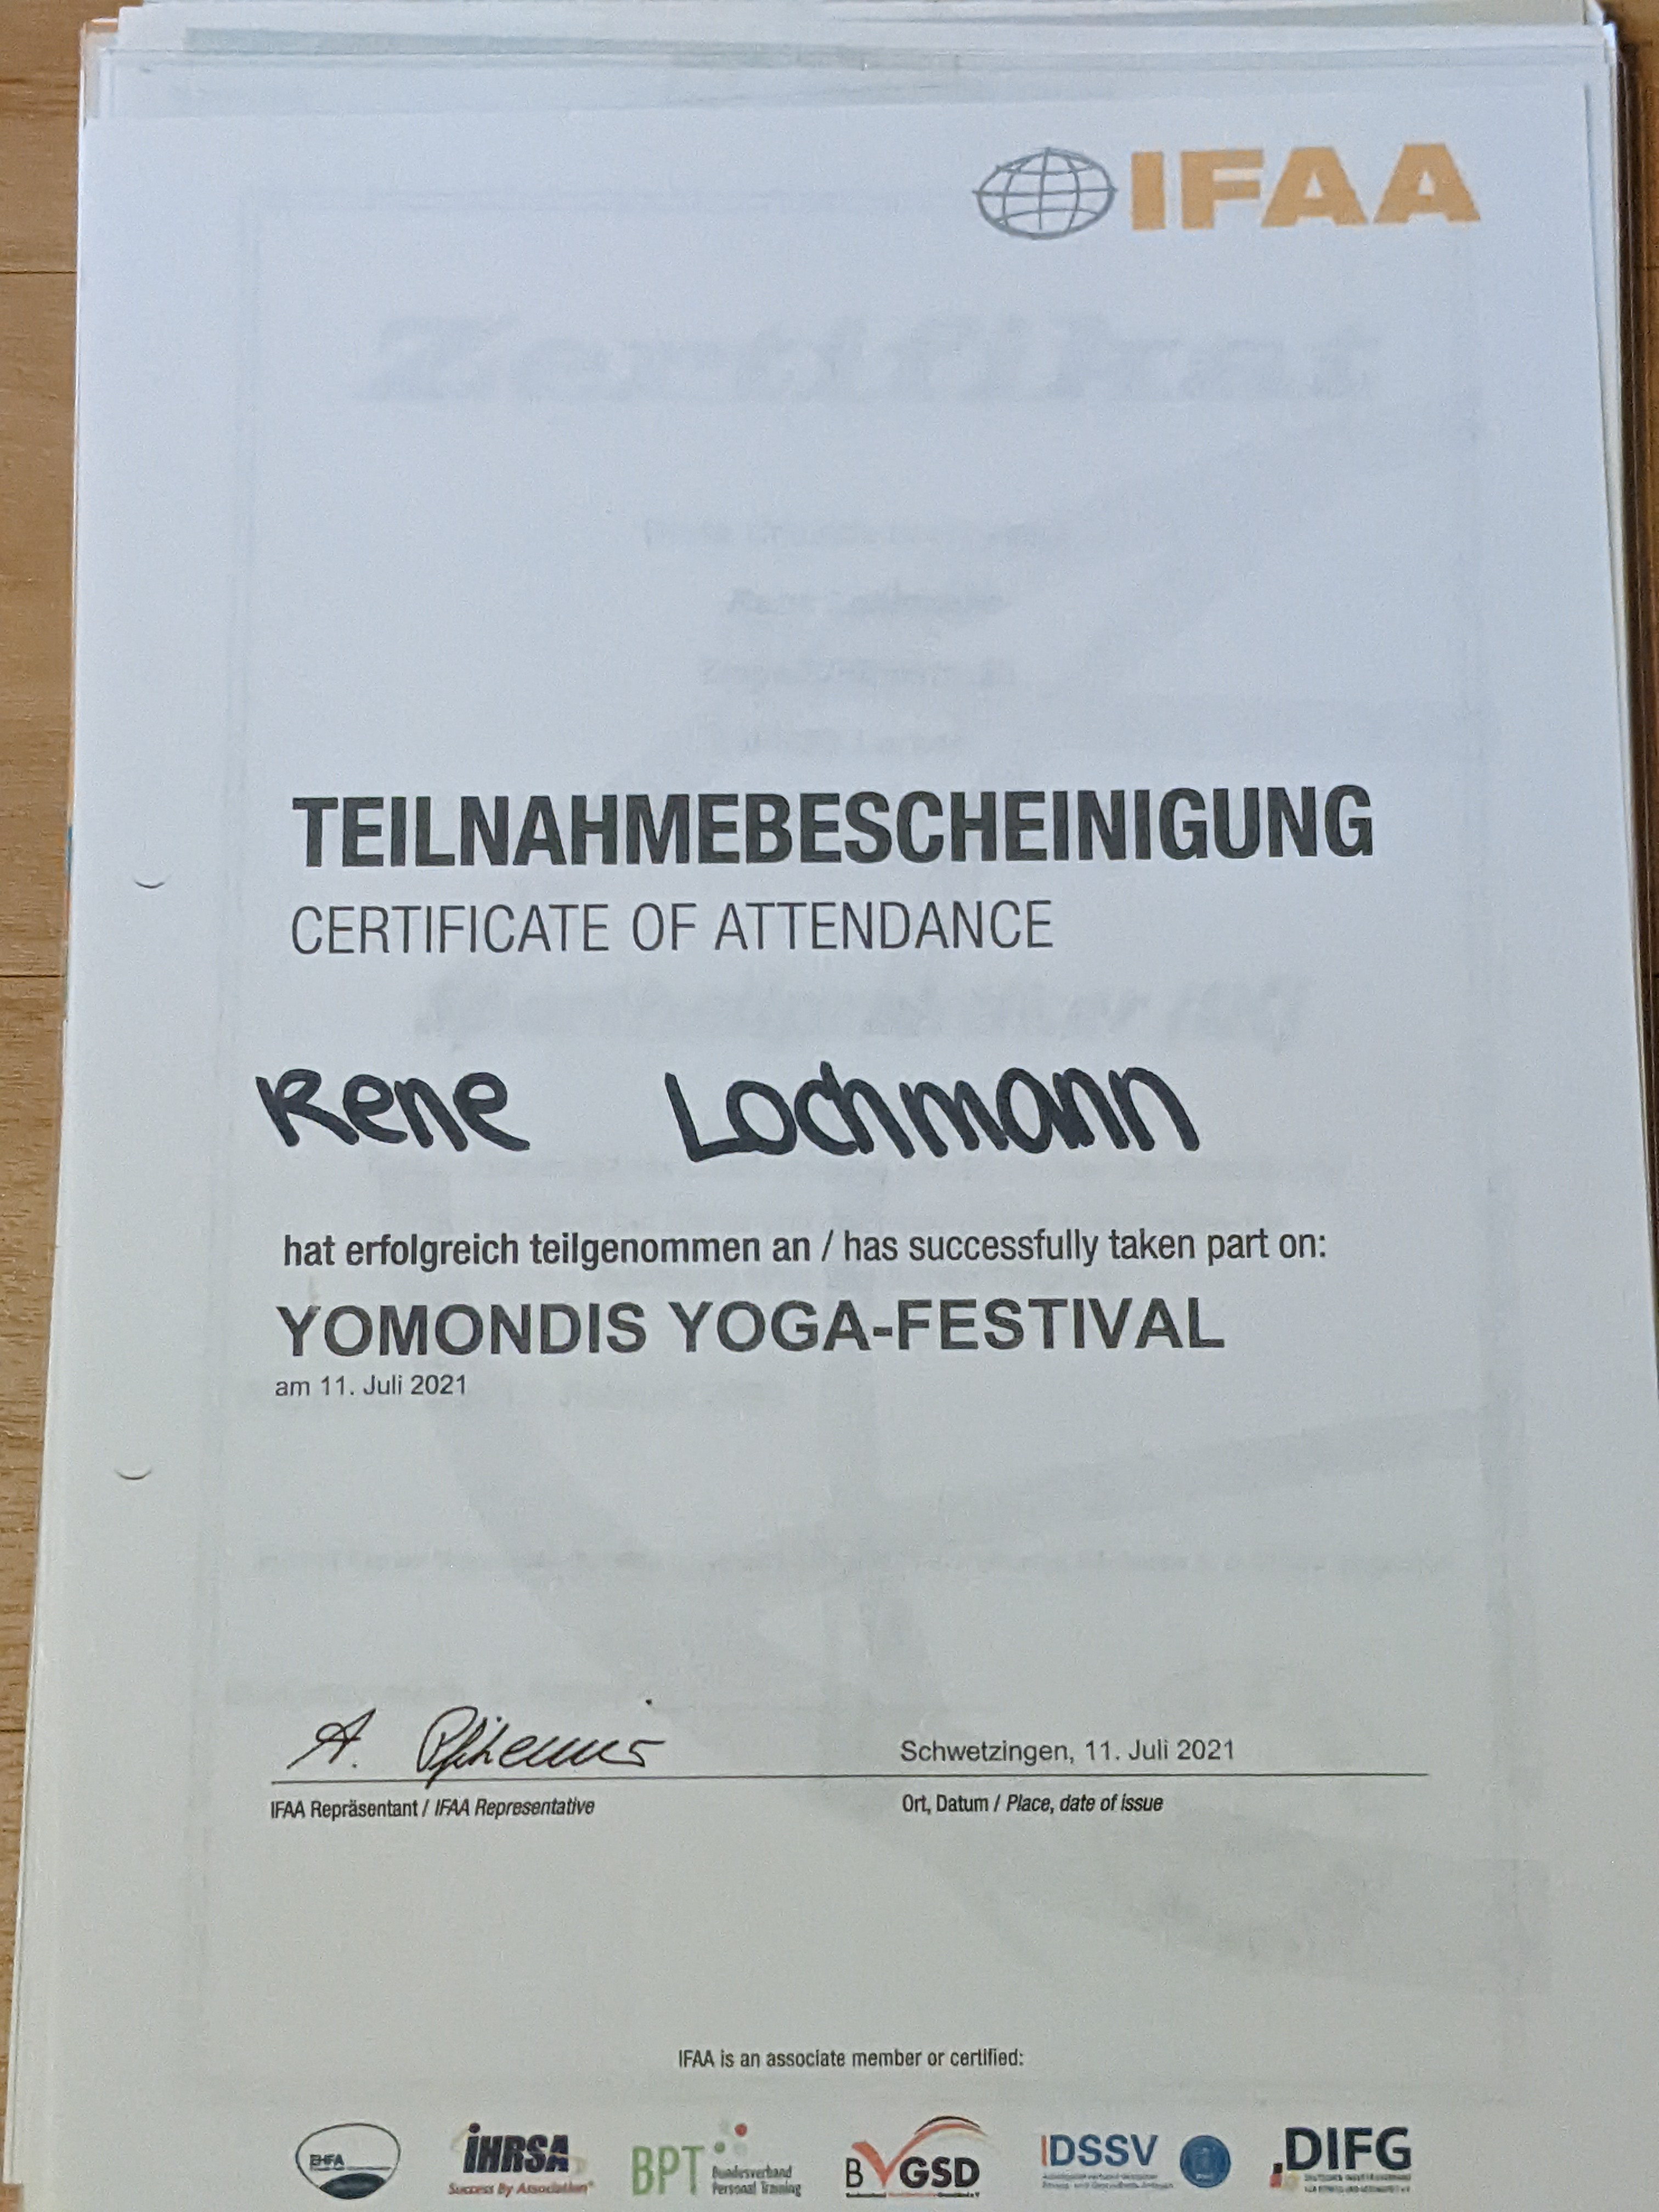 IFAA
Zertifikat
TEILNAHMEBESCHEINIGUNG
CERTIFICATE OF ATTENDANCE
Rene Lochmann
hat erfolgreich teilgenommen an / has successfully taken part on:
YOMONDIS YOGA-FESTIVAL
am 11. Juli 2021
A.
Schwetzingen, 11. Juli 2021
IFAA Repräsentant / IFAA Representative
Ort, Datum / Place, date of issue
IFAA is an associate member or certified:
EHFA
IHRSA
Success By Association
BPT Bundesverband
Personal Training
BVGSD
DSSV
DIFG